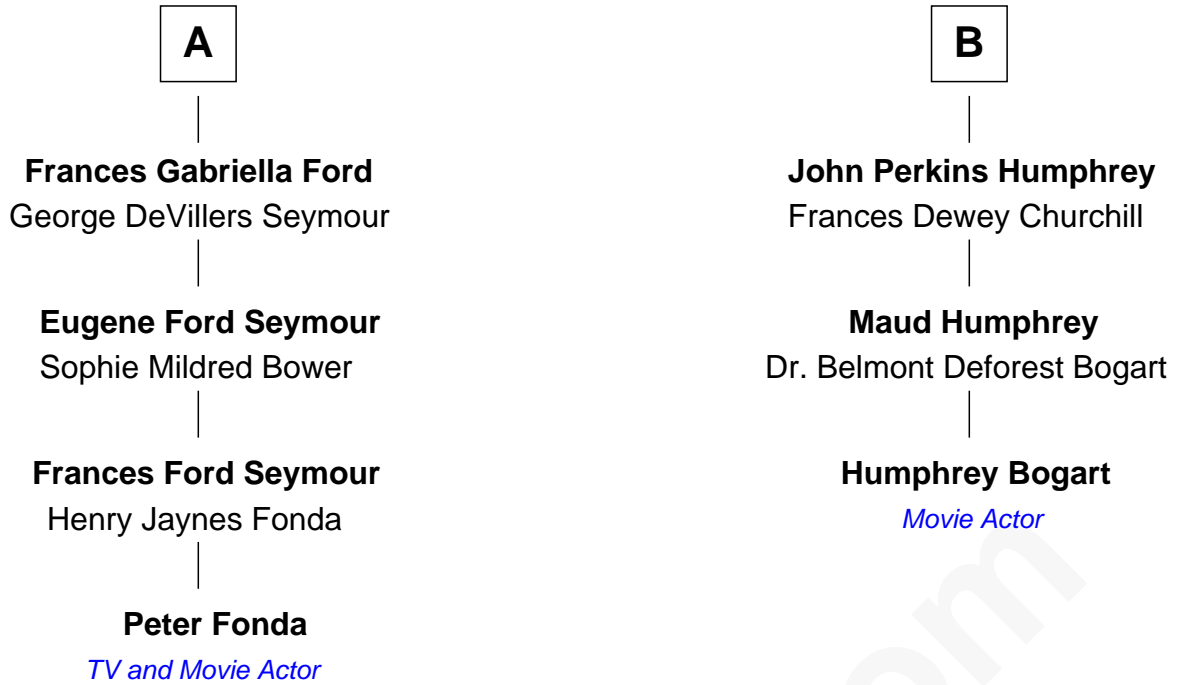 A
Frances Gabriella Ford
George DeVillers Seymour
Eugene Ford Seymour
Sophie Mildred Bower
Frances Ford Seymour
Henry Jaynes Fonda
Peter Fonda
TV and Movie Actor
B
John Perkins Humphrey
Frances Dewey Churchill
Maud Humphrey
Dr. Belmont Deforest Bogart
Humphrey Bogart
Movie Actor
om